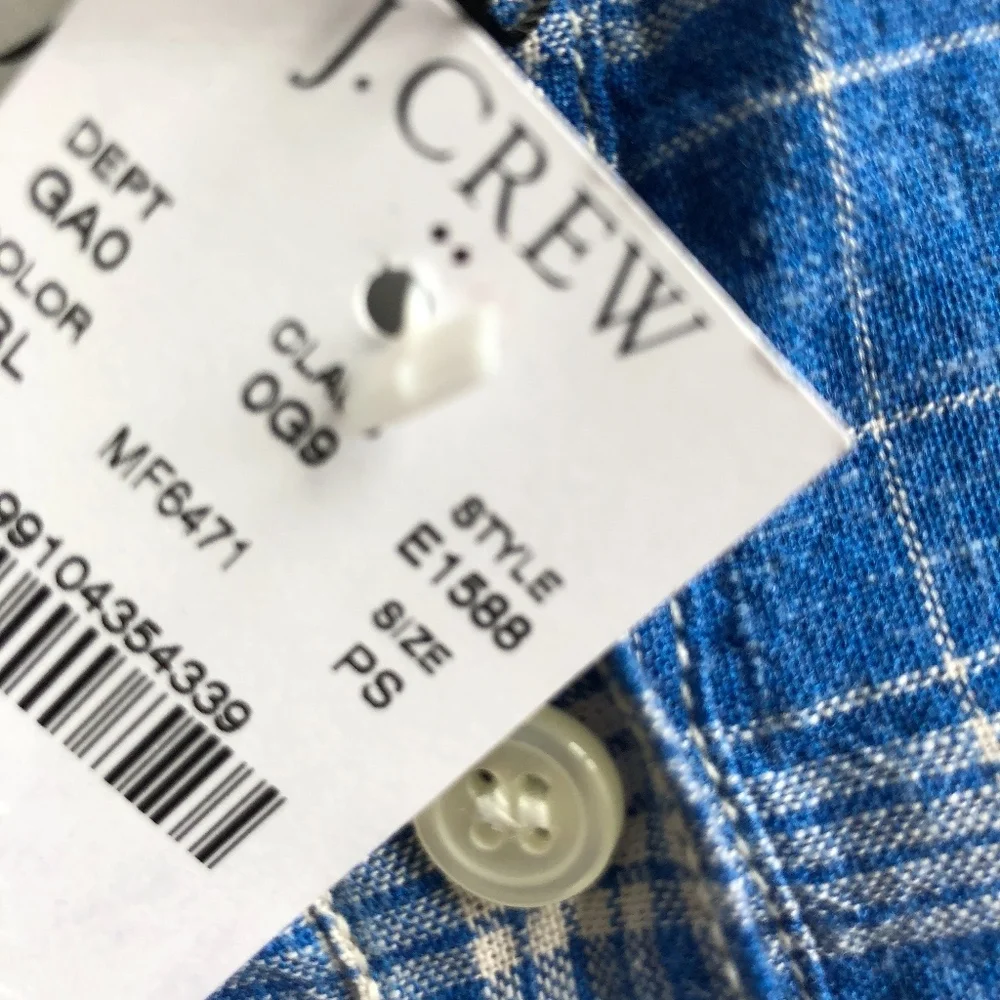 J.CREW
DEPT
GA0
CLA
0G9
STYLE
E1588
OLOR
BL
MF6471
SIZE
PS
99104354339